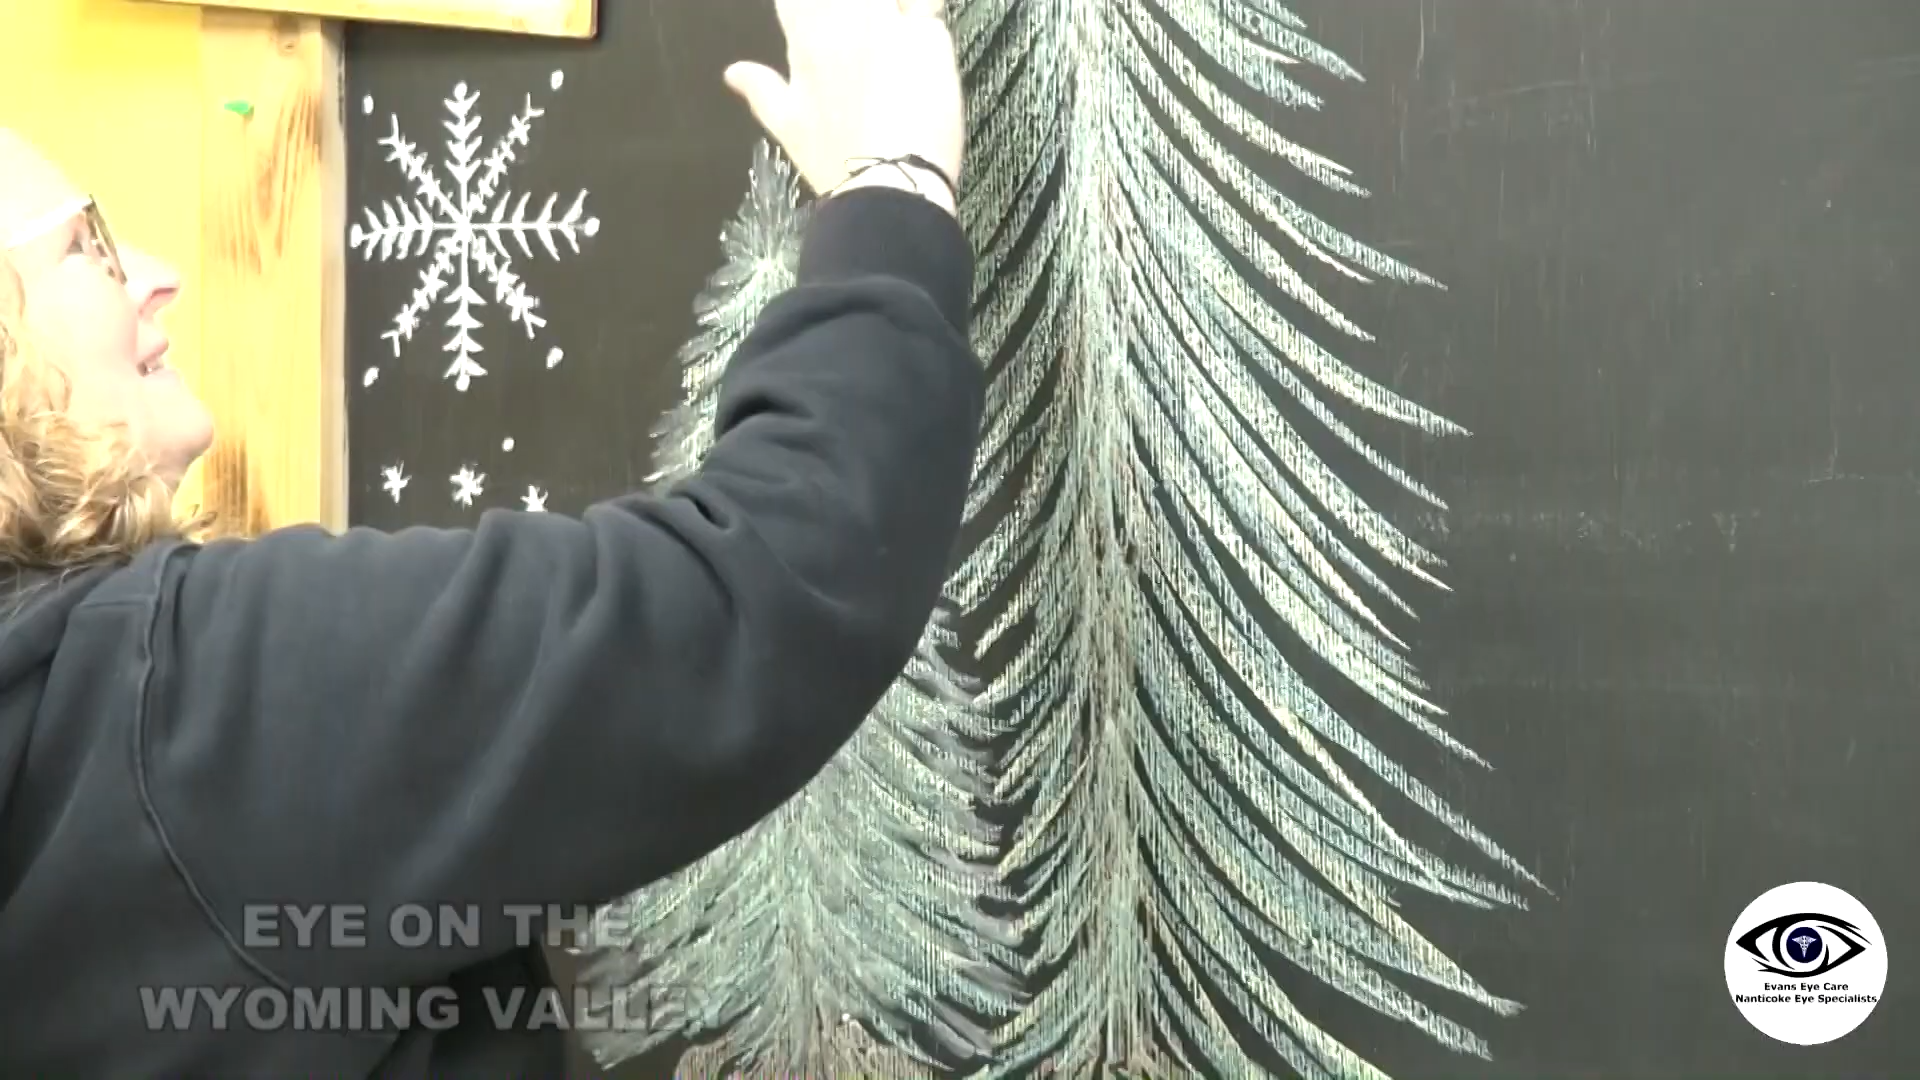 EYE ON THE
WYOMING VALLEY
Evans Eye Care
Nanticoke Eye Specialists